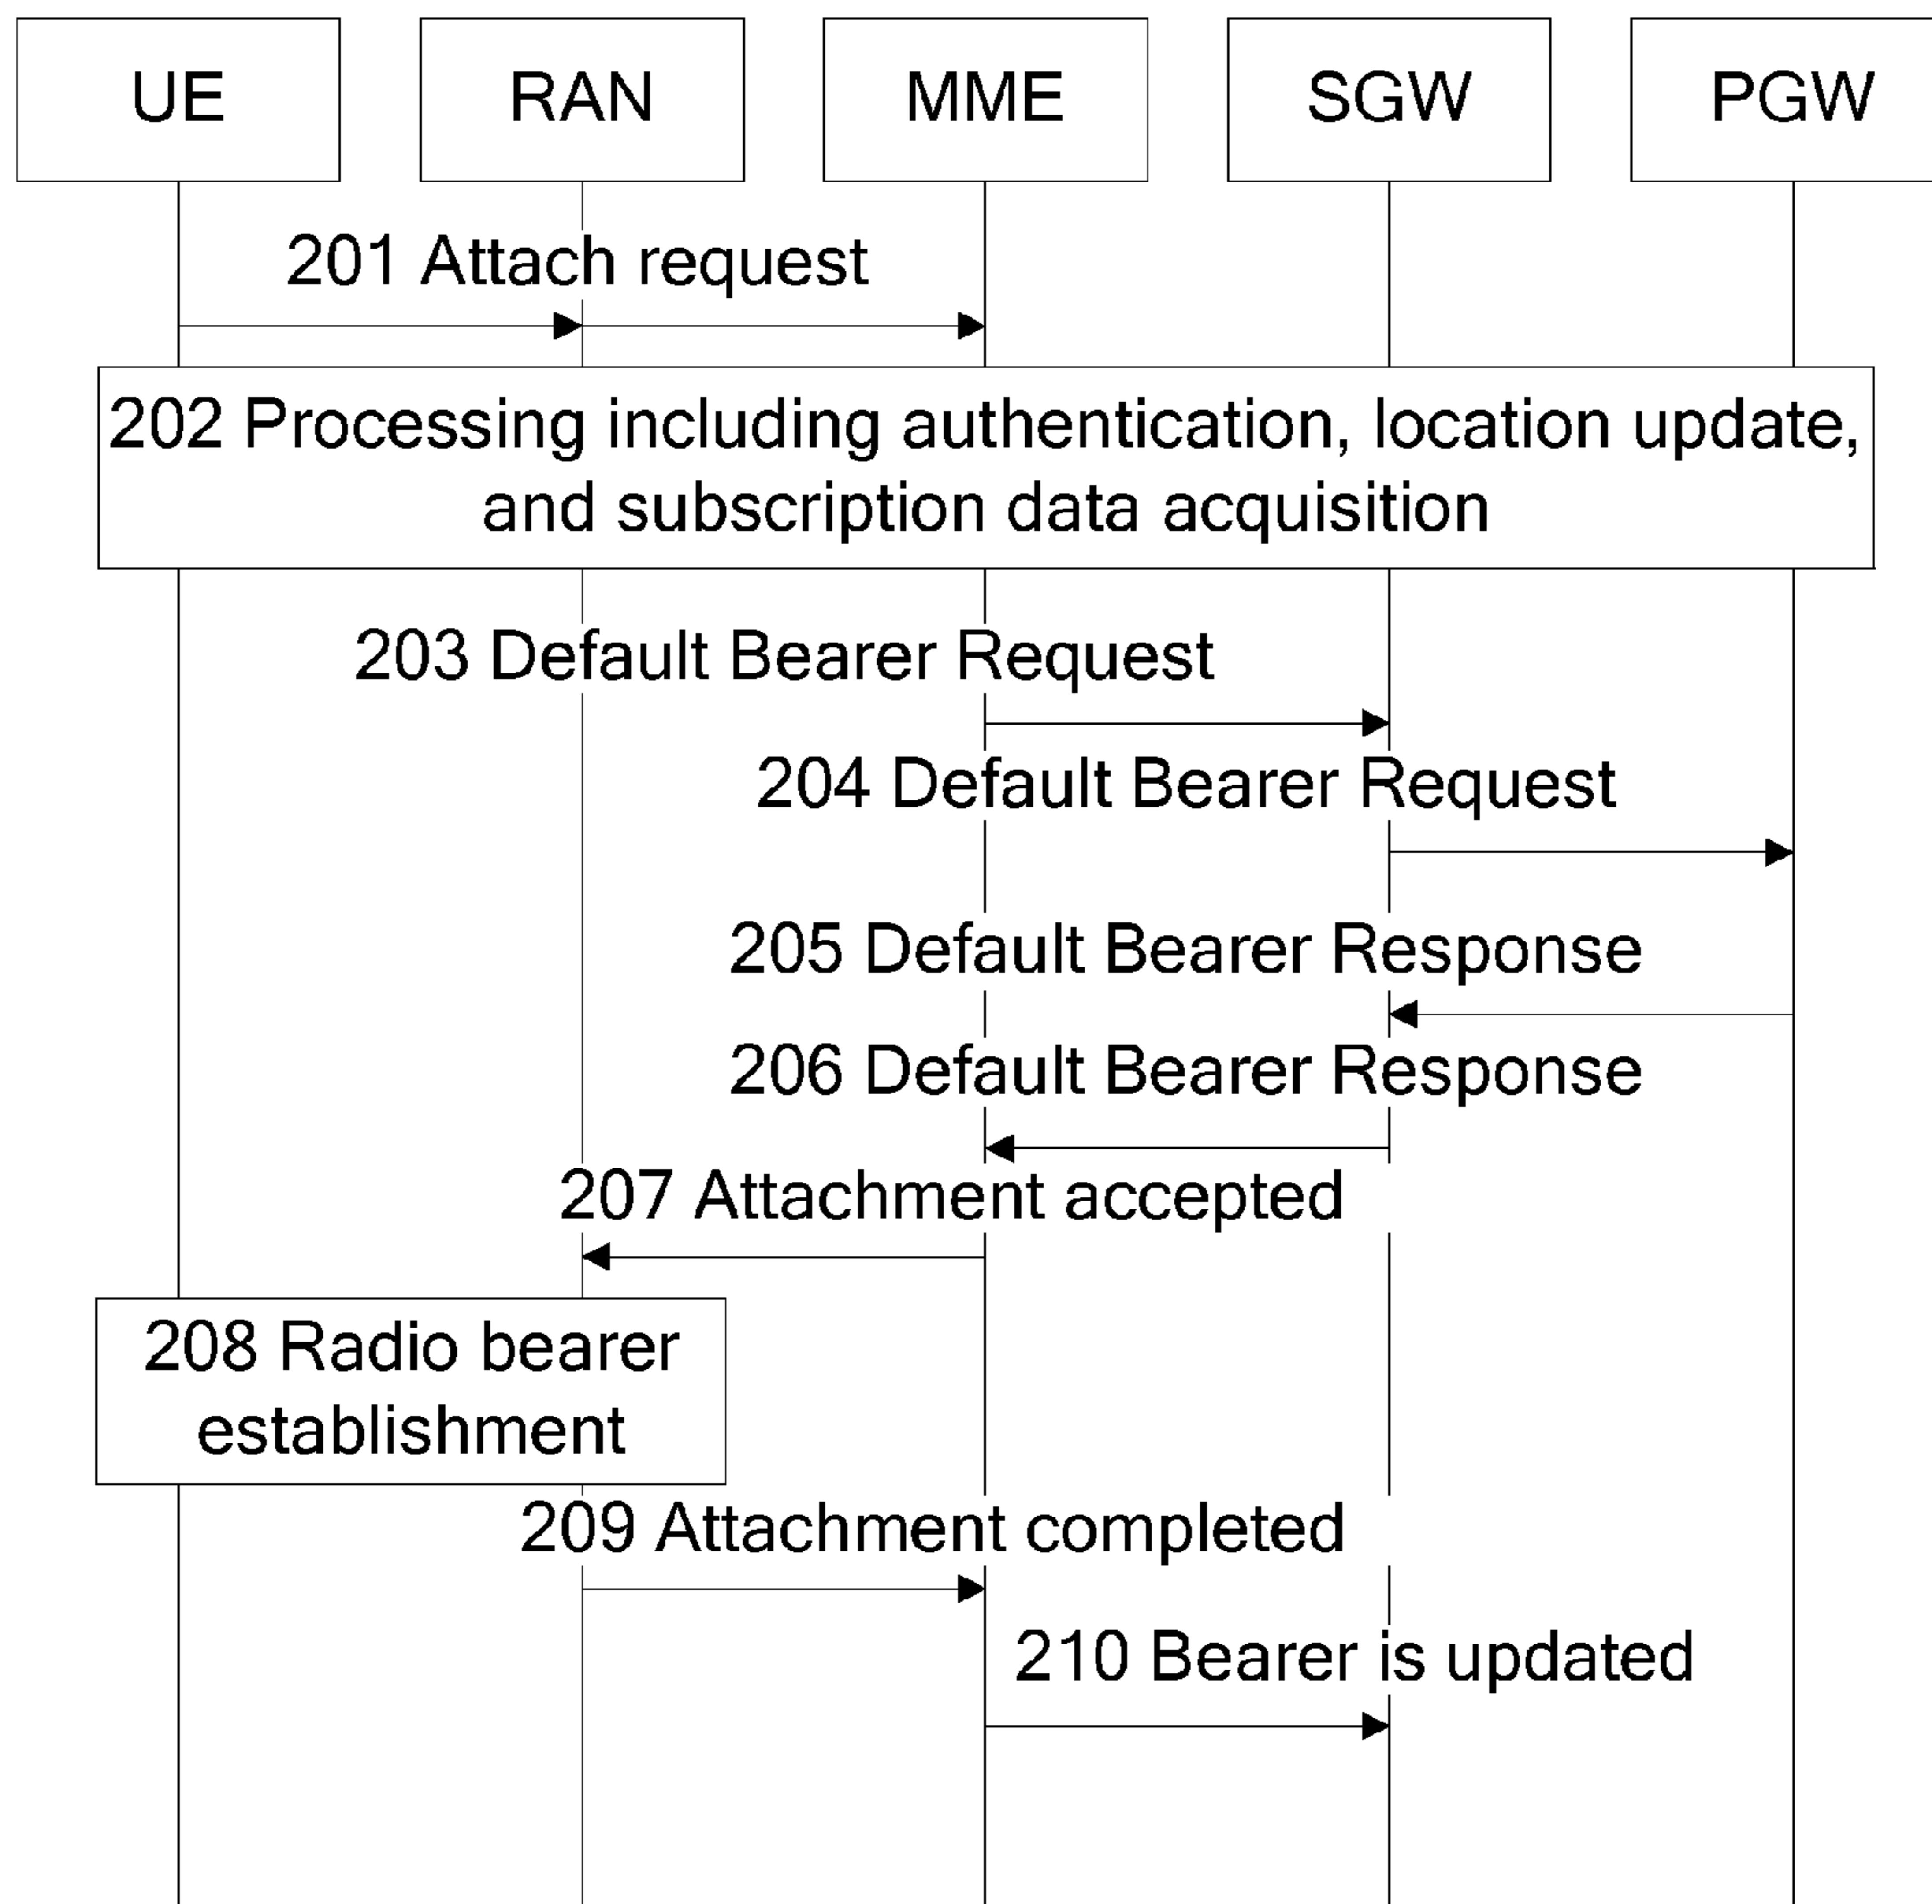 UE
RAN
MME
SGW
PGW
201 Attach request
202 Processing including authentication, location update,
and subscription data acquisition
203 Default Bearer Request
204 Default Bearer Request
205 Default Bearer Response
206 Default Bearer Response
207 Attachment accepted
208 Radio bearer
establishment
209 Attachment completed
210 Bearer is updated